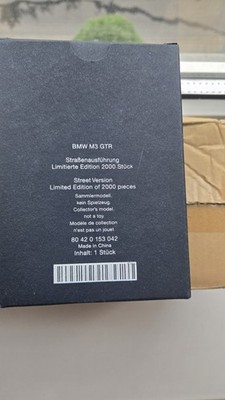 BMW M3 GTR
Straßenausführung
Limitierte Edition 2000 Stück
Street Version
Limited Edition of 2000 pieces
Sammlermodell,
kein Spielzeug.
Collector's model,
not a toy.
Modèle de collection
n'est pas un jouet
80 42 0 153 042
Made in China
Inhalt: 1 Stück